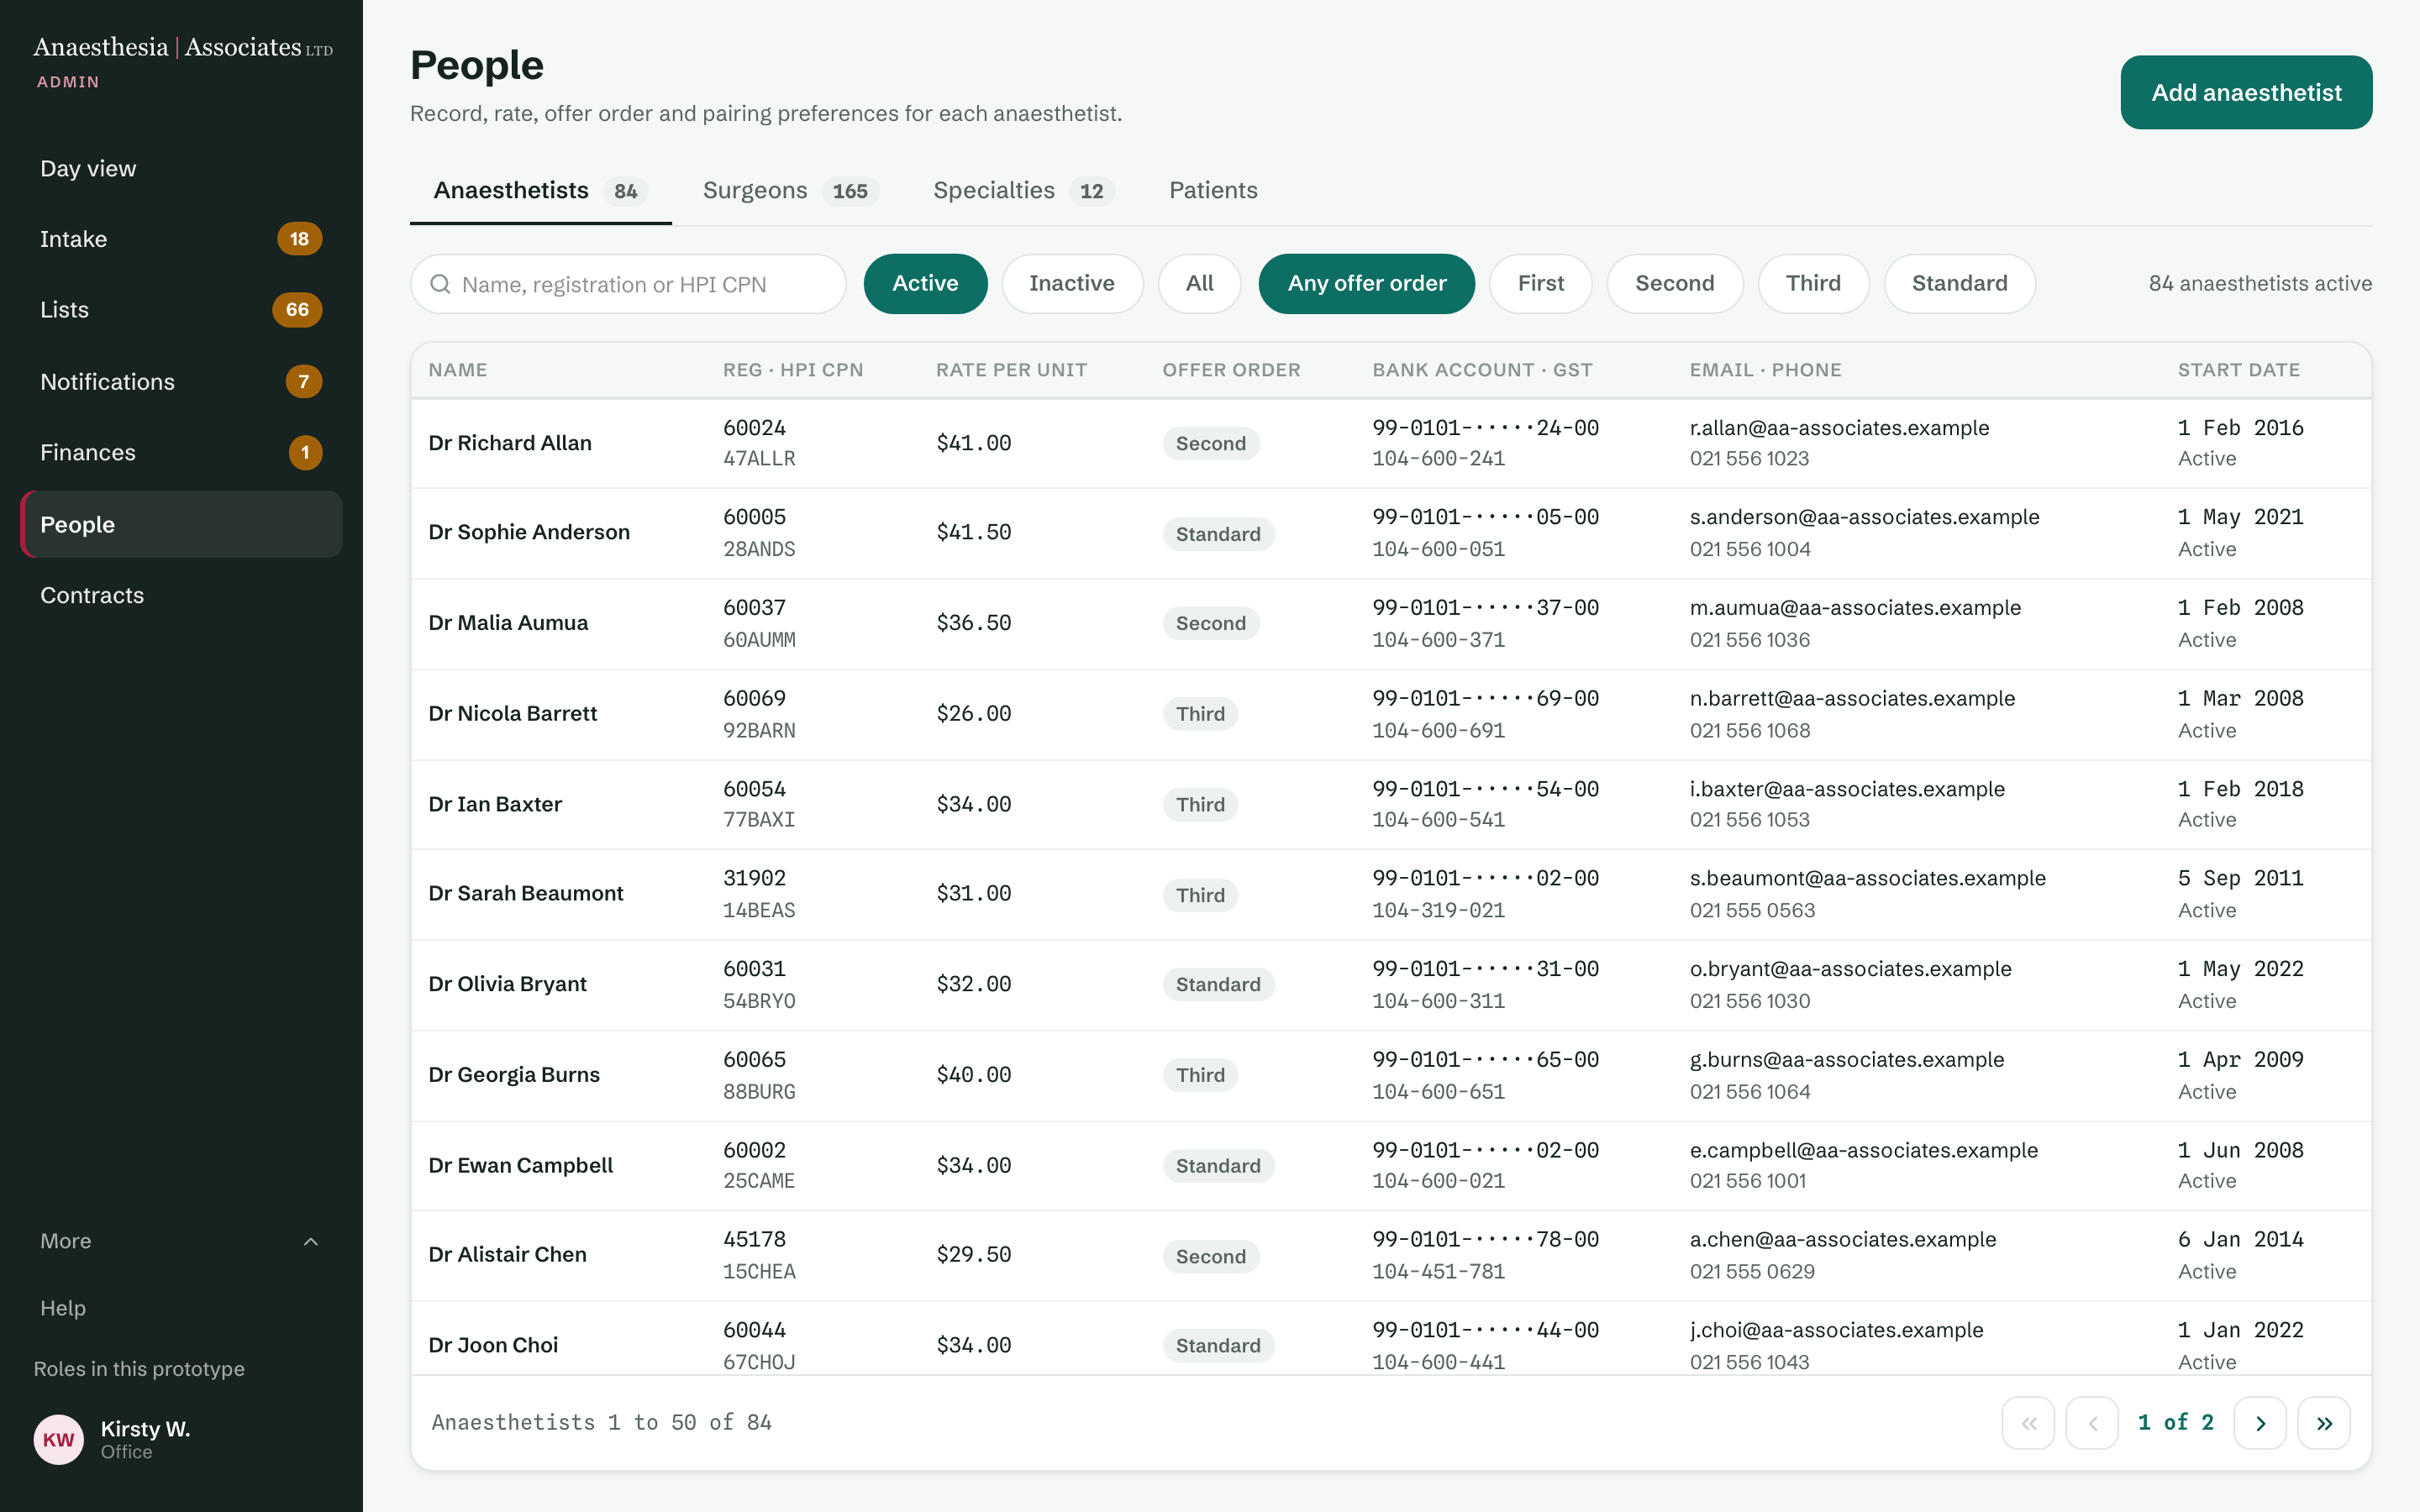 Anaesthesia | Associates LTD
ADMIN
Day view
Intake 18
Lists 66
Notifications 7
Finances 1
People
Contracts
More
Help
Roles in this prototype
KW
Kirsty W.
Office
People
Record, rate, offer order and pairing preferences for each anaesthetist.
Add anaesthetist
Anaesthetists 84 Surgeons 165 Specialties 12 Patients
Name, registration or HPI CPN Active Inactive All Any offer order First Second Third Standard 84 anaesthetists active
NAME REG · HPI CPN RATE PER UNIT OFFER ORDER BANK ACCOUNT · GST EMAIL · PHONE START DATE
Dr Richard Allan 60024 $41.00 Second 99-0101-·····24-00 r.allan@aa-associates.example 1 Feb 2016
47ALLR 104-600-241 021 556 1023 Active
Dr Sophie Anderson 60005 $41.50 Standard 99-0101-·····05-00 s.anderson@aa-associates.example 1 May 2021
28ANDS 104-600-051 021 556 1004 Active
Dr Malia Aumua 60037 $36.50 Second 99-0101-·····37-00 m.aumua@aa-associates.example 1 Feb 2008
60AUMM 104-600-371 021 556 1036 Active
Dr Nicola Barrett 60069 $26.00 Third 99-0101-·····69-00 n.barrett@aa-associates.example 1 Mar 2008
92BARN 104-600-691 021 556 1068 Active
Dr Ian Baxter 60054 $34.00 Third 99-0101-·····54-00 i.baxter@aa-associates.example 1 Feb 2018
77BAXI 104-600-541 021 556 1053 Active
Dr Sarah Beaumont 31902 $31.00 Third 99-0101-·····02-00 s.beaumont@aa-associates.example 5 Sep 2011
14BEAS 104-319-021 021 555 0563 Active
Dr Olivia Bryant 60031 $32.00 Standard 99-0101-·····31-00 o.bryant@aa-associates.example 1 May 2022
54BRYO 104-600-311 021 556 1030 Active
Dr Georgia Burns 60065 $40.00 Third 99-0101-·····65-00 g.burns@aa-associates.example 1 Apr 2009
88BURG 104-600-651 021 556 1064 Active
Dr Ewan Campbell 60002 $34.00 Standard 99-0101-·····02-00 e.campbell@aa-associates.example 1 Jun 2008
25CAME 104-600-021 021 556 1001 Active
Dr Alistair Chen 45178 $29.50 Second 99-0101-·····78-00 a.chen@aa-associates.example 6 Jan 2014
15CHEA 104-451-781 021 555 0629 Active
Dr Joon Choi 60044 $34.00 Standard 99-0101-·····44-00 j.choi@aa-associates.example 1 Jan 2022
67CHOJ 104-600-441 021 556 1043 Active
Anaesthetists 1 to 50 of 84 « ‹ 1 of 2 › »